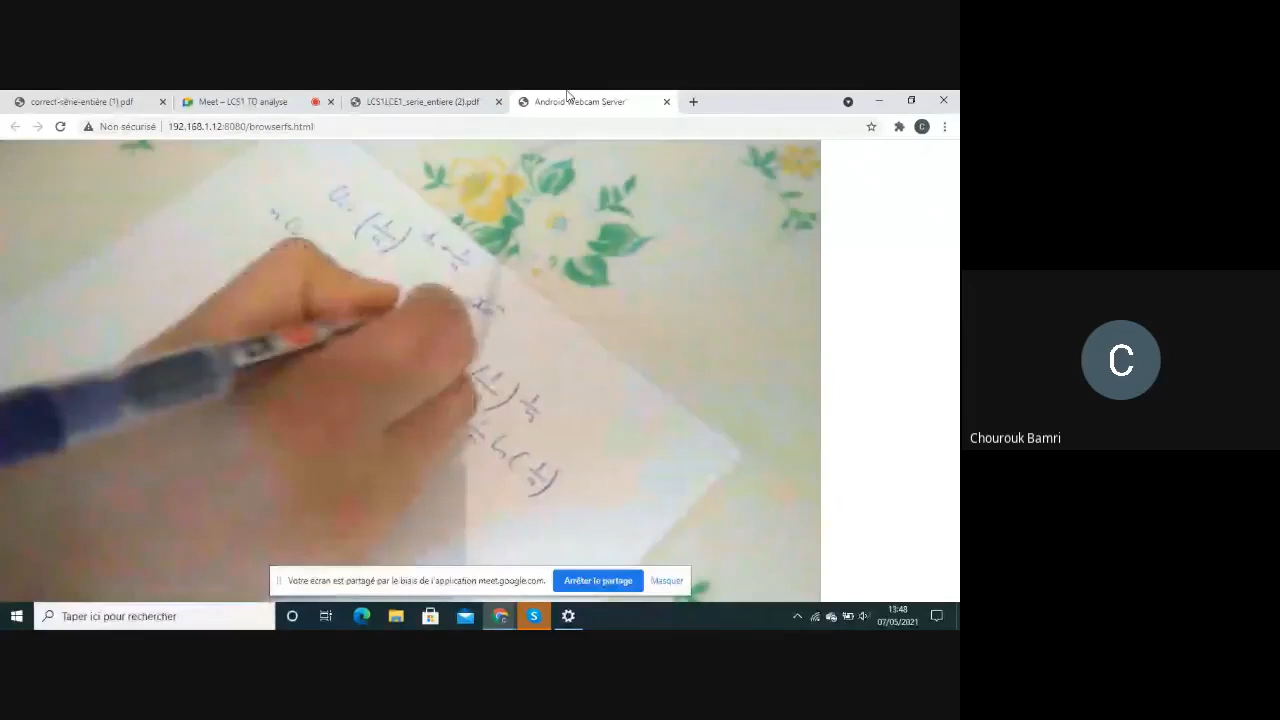 correct-série-entière (1).pdf
Meet – LCS1 TD analyse
LCS1LCE1_serie_entiere (2).pdf
Android Webcam Server
Non sécurisé
192.168.1.12:8080/browserfs.html
C
C
Chourouk Bamri
Votre écran est partagé par le biais de l'application meet.google.com.
Arrêter le partage
Masquer
Taper ici pour rechercher
13:48
07/05/2021